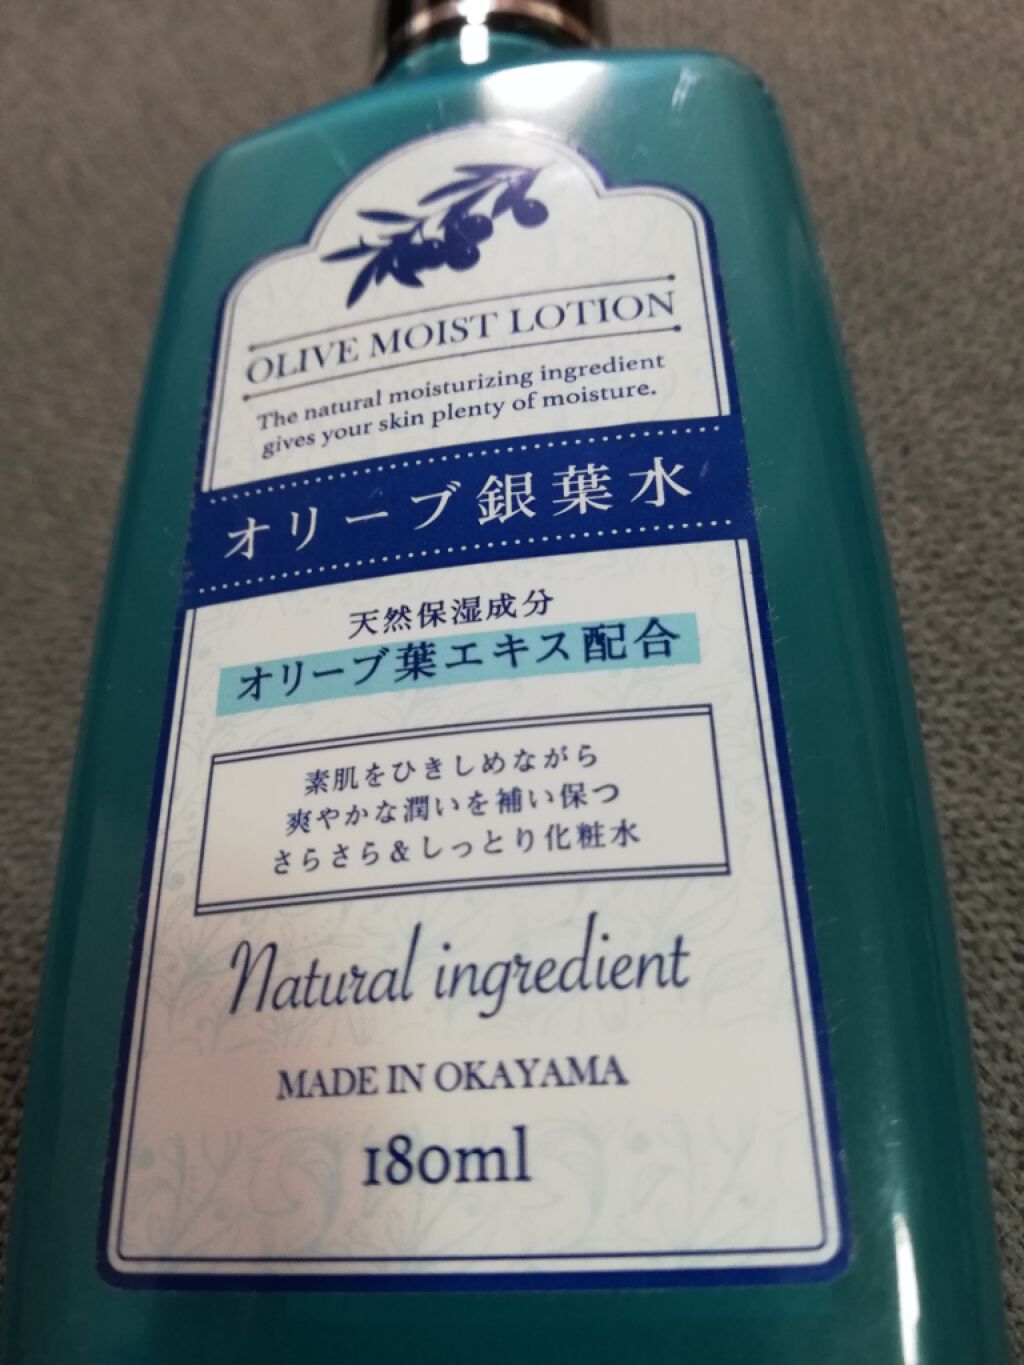 OLIVE MOIST LOTION
The natural moisturizing ingredient
gives your skin plenty of moisture.
オリーブ銀葉水
天然保湿成分
オリーブ葉エキス配合
素肌をひきしめながら
爽やかな潤いを補い保つ
さらさら&しっとり化粧水
Natural ingredient
MADE IN OKAYAMA
180ml